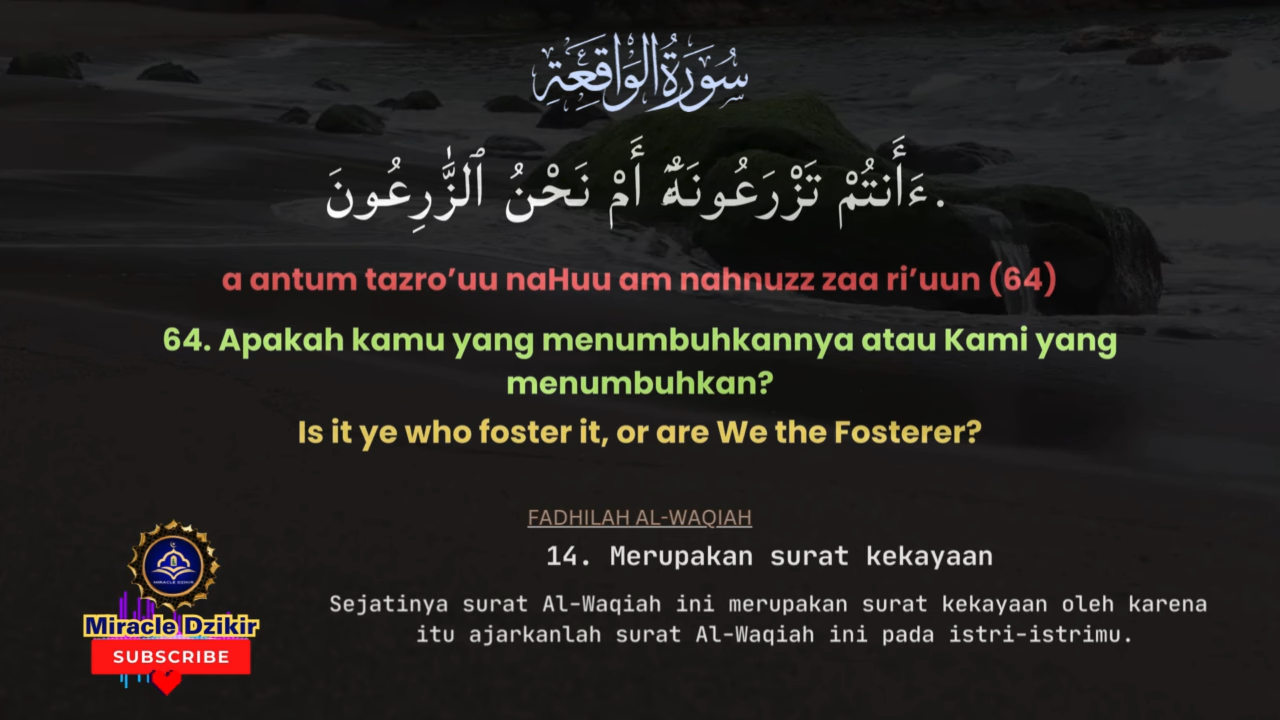 سُورَةُ الْوَاقِعَةِ
ءَأَنتُمْ تَزْرَعُونَهُۥٓ أَمْ نَحْنُ ٱلزَّٰرِعُونَ.
a antum tazro’uu naHuu am nahnuzz zaa ri’uun (64)
64. Apakah kamu yang menumbuhkannya atau Kami yang
menumbuhkan?
Is it ye who foster it, or are We the Fosterer?
FADHILAH AL-WAQIAH
14. Merupakan surat kekayaan
Sejatinya surat Al-Waqiah ini merupakan surat kekayaan oleh karena
itu ajarkanlah surat Al-Waqiah ini pada istri-istrimu.
MIRACLE DZIKIR
Miracle Dzikir
SUBSCRIBE